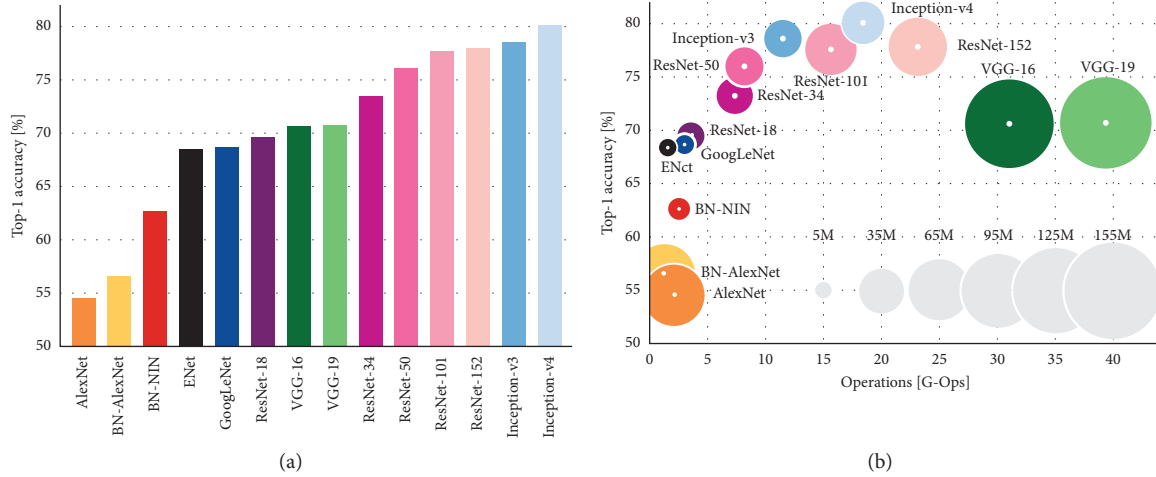 80
75
70
65
60
55
50
Top-1 accuracy [%]
AlexNet
BN-AlexNet
BN-NIN
ENet
GoogLeNet
ResNet-18
VGG-16
VGG-19
ResNet-34
ResNet-50
ResNet-101
ResNet-152
Inception-v3
Inception-v4
(a)
80
75
70
65
60
55
50
Top-1 accuracy [%]
Inception-v4
Inception-v3
ResNet-152
ResNet-50
VGG-16
VGG-19
ResNet-101
ResNet-34
ResNet-18
GoogLeNet
ENct
BN-NIN
5M 35M 65M 95M 125M 155M
BN-AlexNet
AlexNet
0 5 10 15 20 25 30 35 40
Operations [G-Ops]
(b)